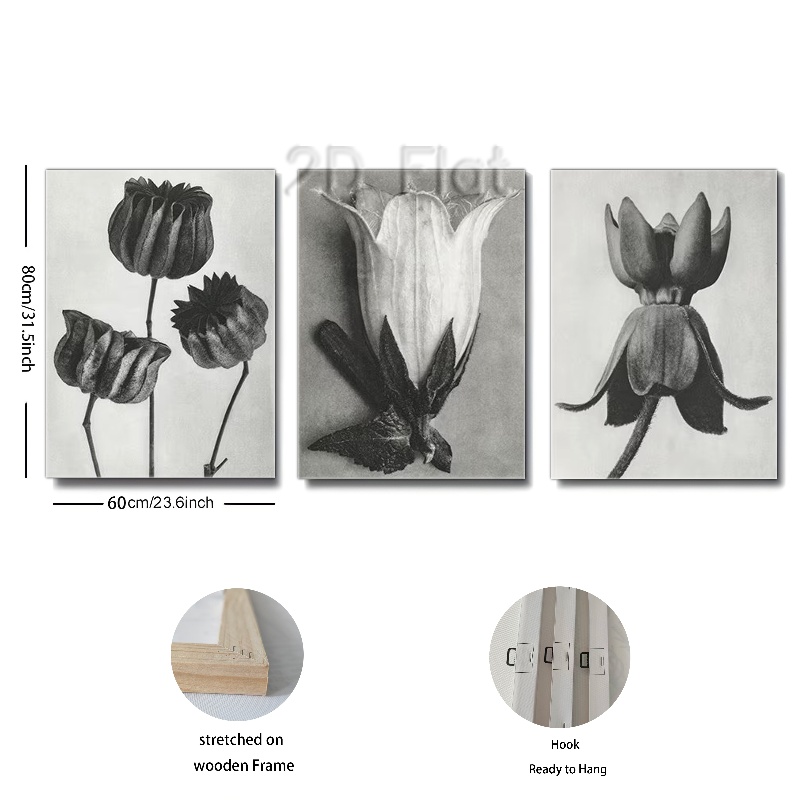 2D Flat
80cm/31.5inch
60cm/23.6inch
stretched on
wooden Frame
Hook
Ready to Hang